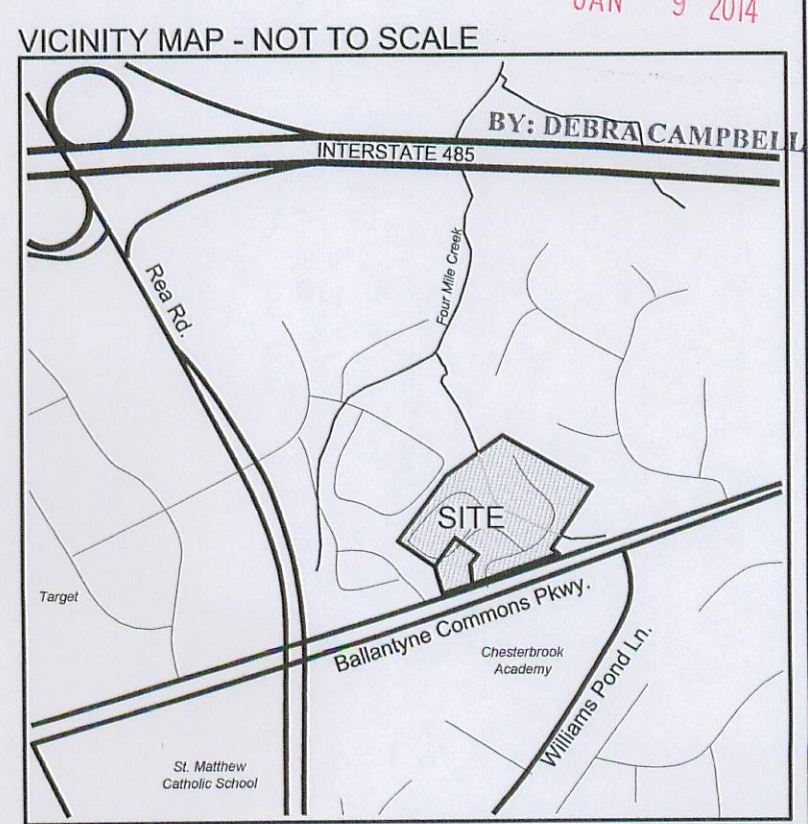 JAN 9 2014
VICINITY MAP - NOT TO SCALE
BY: DEBRA CAMPBELL
INTERSTATE 485
Four Mile Creek
Rea Rd.
SITE
Target
Ballantyne Commons Pkwy.
Chesterbrook
Academy
Williams Pond Ln.
St. Matthew
Catholic School